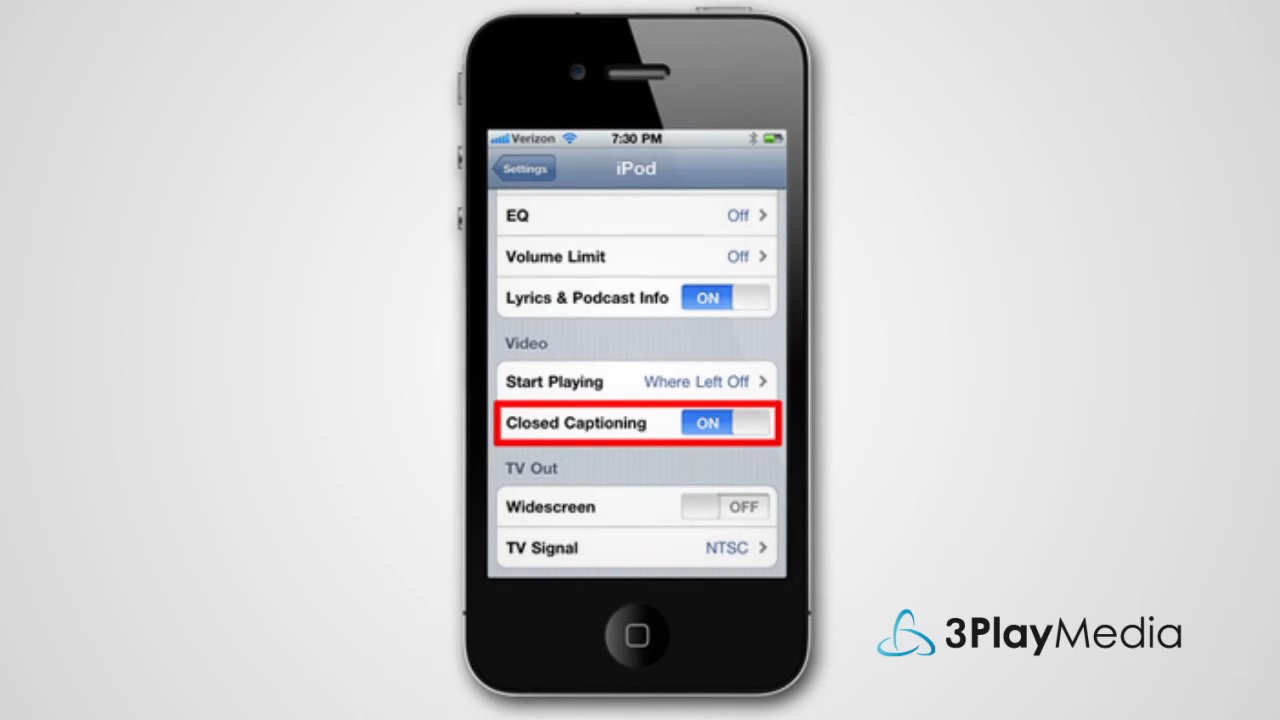 Verizon 7:30 PM
Settings iPod
EQ Off
Volume Limit Off
Lyrics & Podcast Info ON
Video
Start Playing Where Left Off
Closed Captioning ON
TV Out
Widescreen OFF
TV Signal NTSC
3PlayMedia